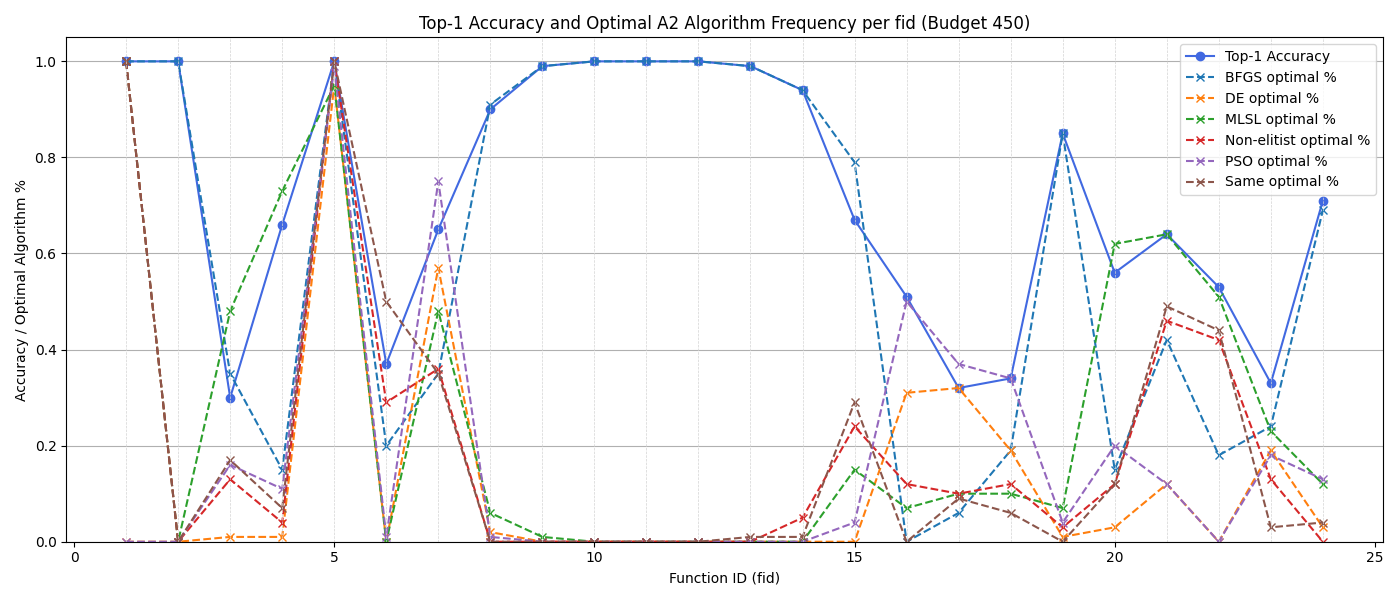 Top-1 Accuracy and Optimal A2 Algorithm Frequency per fid (Budget 450)
Accuracy / Optimal Algorithm %
1.0
0.8
0.6
0.4
0.2
0.0
Top-1 Accuracy
BFGS optimal %
DE optimal %
MLSL optimal %
Non-elitist optimal %
PSO optimal %
Same optimal %
0
5
10
15
20
25
Function ID (fid)